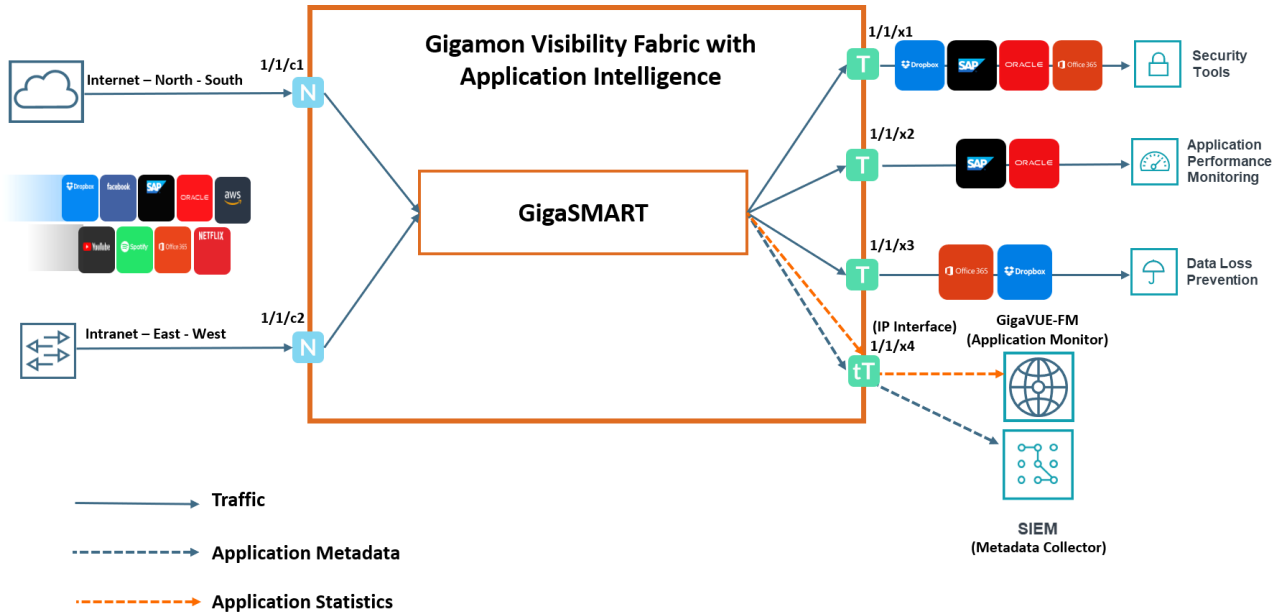 Gigamon Visibility Fabric with
Application Intelligence
Internet – North - South
1/1/c1
N
Dropbox
facebook
SAP
ORACLE
aws
YouTube
Spotify
Office 365
NETFLIX
Intranet – East - West
1/1/c2
N
GigaSMART
1/1/x1
T
Dropbox
SAP
ORACLE
Office 365
Security
Tools
1/1/x2
T
SAP
ORACLE
Application
Performance
Monitoring
1/1/x3
T
Office 365
Dropbox
Data Loss
Prevention
(IP Interface)
1/1/x4
tT
GigaVUE-FM
(Application Monitor)
SIEM
(Metadata Collector)
Traffic
Application Metadata
Application Statistics